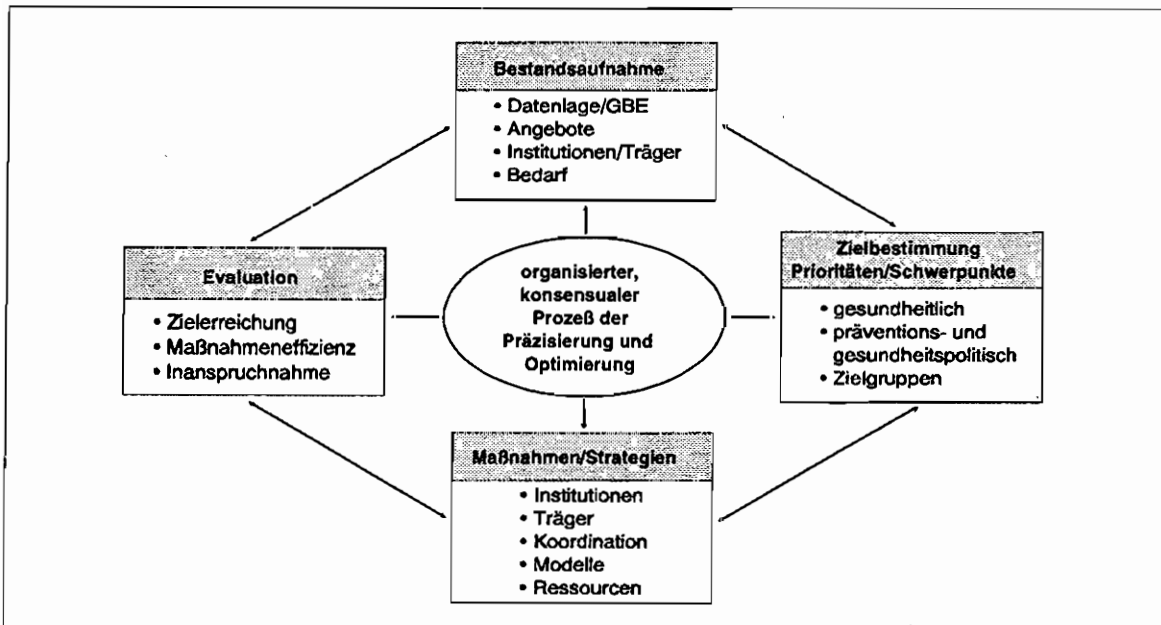 Bestandsaufnahme
• Datenlage/GBE
• Angebote
• Institutionen/Träger
• Bedarf
Evaluation
• Zielerreichung
• Maßnahmeneffizienz
• Inanspruchnahme
organisierter,
konsensualer
Prozeß der
Präzisierung und
Optimierung
Zielbestimmung
Prioritäten/Schwerpunkte
• gesundheitlich
• präventions- und
gesundheitspolitisch
• Zielgruppen
Maßnahmen/Strategien
• Institutionen
• Träger
• Koordination
• Modelle
• Ressourcen